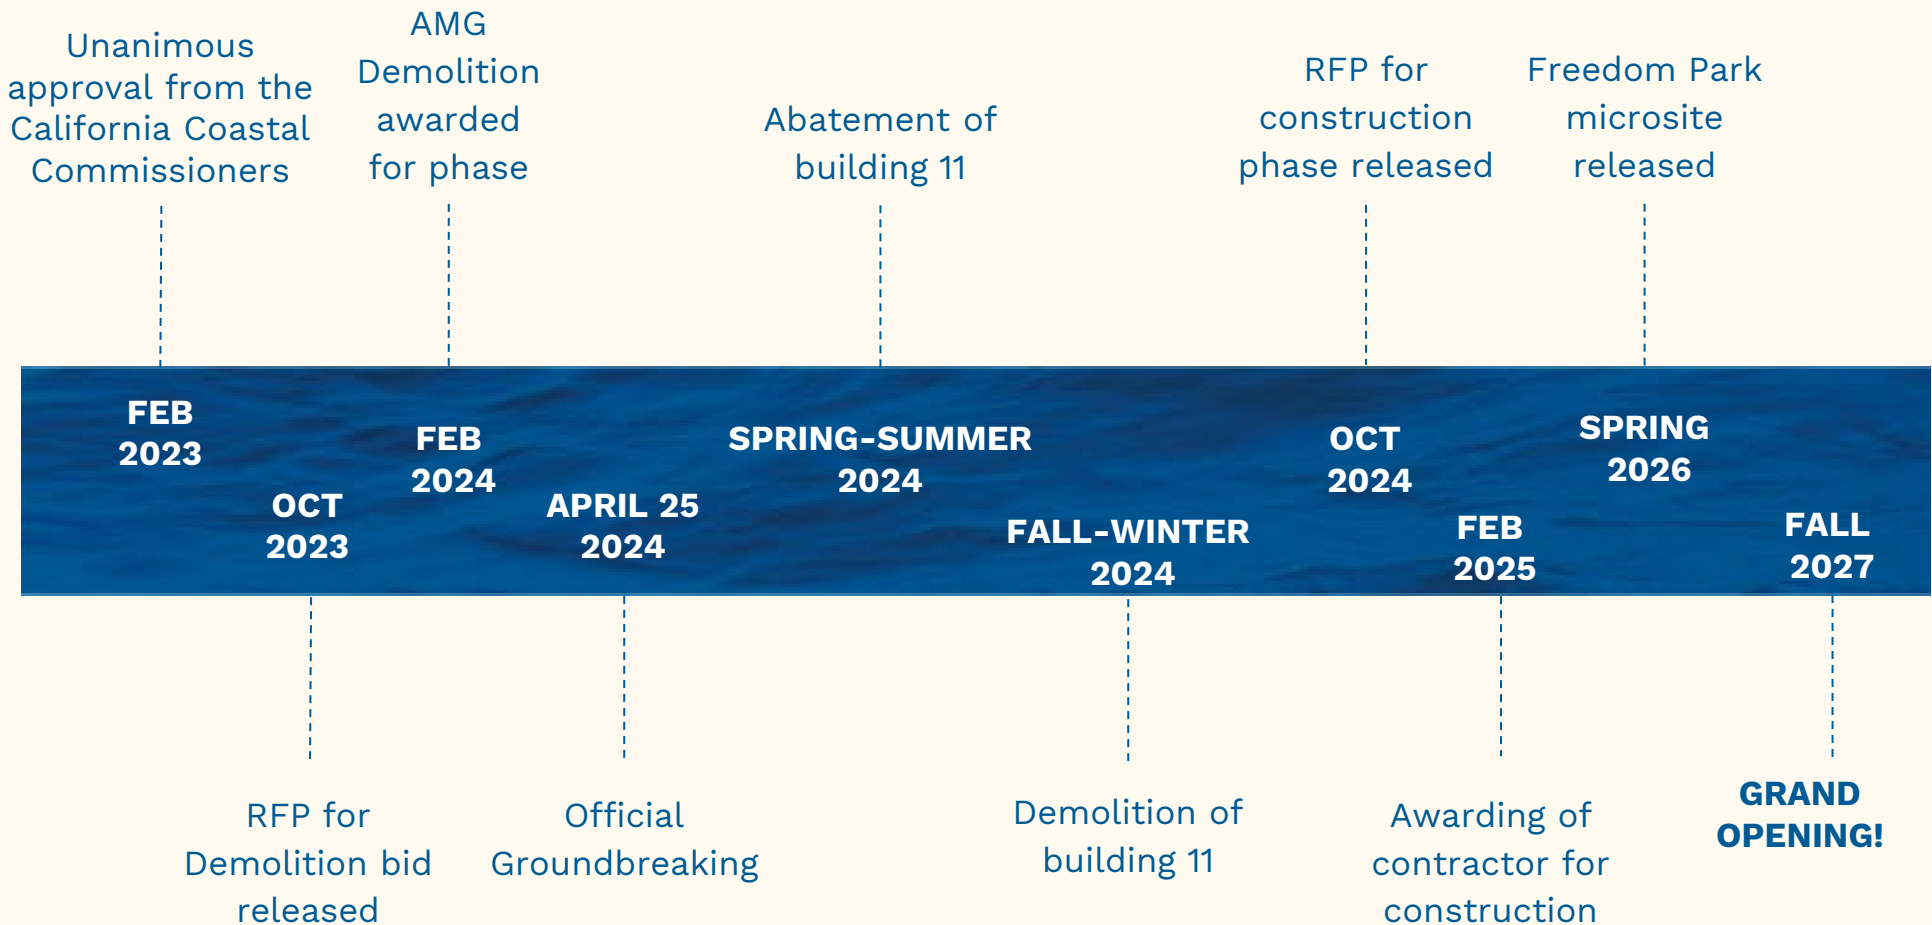 Unanimous
approval from the
California Coastal
Commissioners
AMG
Demolition
awarded
for phase
Abatement of
building 11
RFP for
construction
phase released
Freedom Park
microsite
released
FEB
2023
OCT
2023
FEB
2024
APRIL 25
2024
SPRING-SUMMER
2024
FALL-WINTER
2024
OCT
2024
FEB
2025
SPRING
2026
FALL
2027
RFP for
Demolition bid
released
Official
Groundbreaking
Demolition of
building 11
Awarding of
contractor for
construction
GRAND
OPENING!